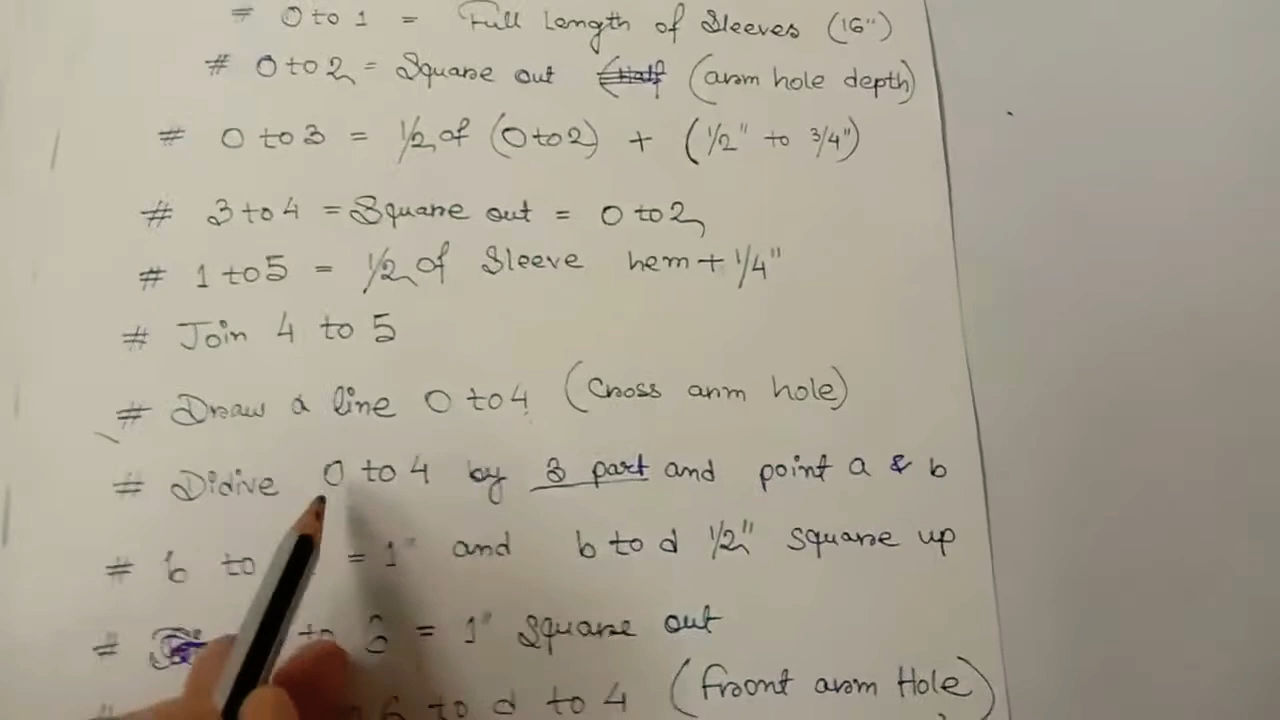 # 0 to 1 = Full Length of Sleeves (16")
# 0 to 2 = Square out (arm hole depth)
# 0 to 3 = 1/2 of (0 to 2) + (1/2" to 3/4")
# 3 to 4 = Square out = 0 to 2
# 1 to 5 = 1/2 of Sleeve hem + 1/4"
# Join 4 to 5
# Draw a line 0 to 4 (Cross arm hole)
# Didive 0 to 4 by 3 part and point a & b
# b to = 1" and b to d 1/2" square up
# to = 1" Square out
# 6 to d to 4 (front arm Hole)